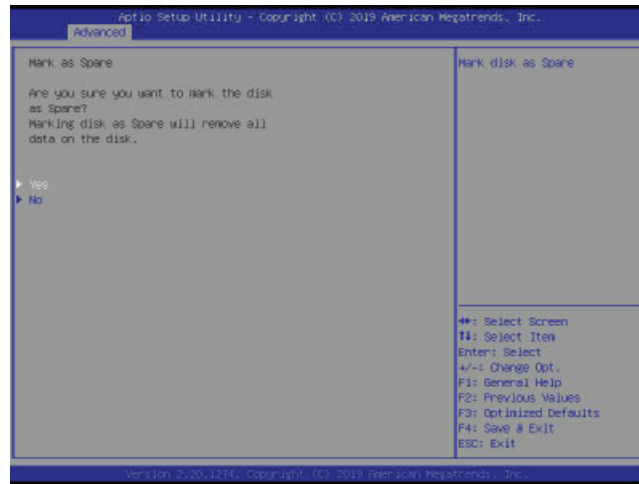 Aptio Setup Utility - Copyright (C) 2019 American Megatrends, Inc.
Advanced
Mark as Spare
Are you sure you want to mark the disk
as Spare?
Marking disk as Spare will remove all
data on the disk.
Yes
No
Mark disk as Spare
→←: Select Screen
↑↓: Select Item
Enter: Select
+/-: Change Opt.
F1: General Help
F2: Previous Values
F3: Optimized Defaults
F4: Save & Exit
ESC: Exit
Version 2.20.1274. Copyright (C) 2019 American Megatrends, Inc.